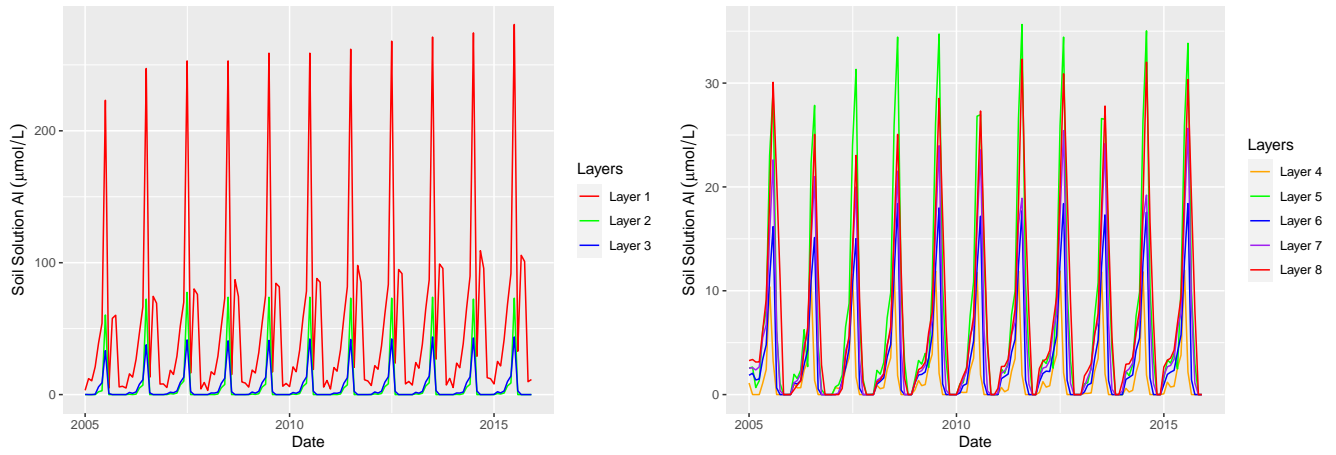 200
100
0
2005
2010
2015
Date
Soil Solution Al (μmol/L)
Layers
Layer 1
Layer 2
Layer 3
30
20
10
0
2005
2010
2015
Date
Soil Solution Al (μmol/L)
Layers
Layer 4
Layer 5
Layer 6
Layer 7
Layer 8